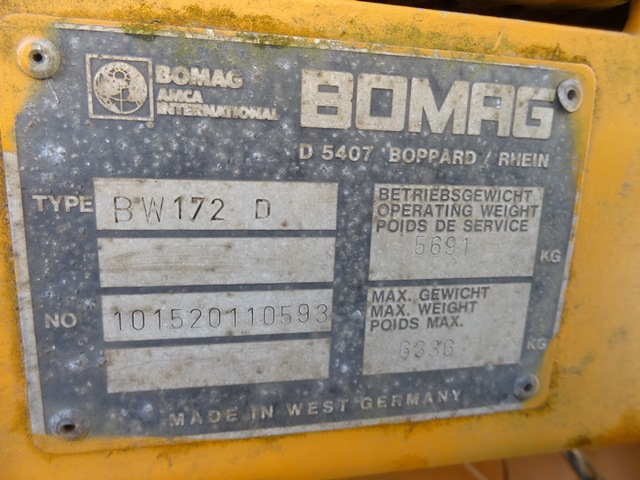 BOMAG
AMCA
INTERNATIONAL
BOMAG
D 5407 BOPPARD / RHEIN
TYPE BW172 D
BETRIEBSGEWICHT
OPERATING WEIGHT
POIDS DE SERVICE
5691 KG
NO 101520110593
MAX. GEWICHT
MAX. WEIGHT
POIDS MAX.
6336 KG
MADE IN WEST GERMANY